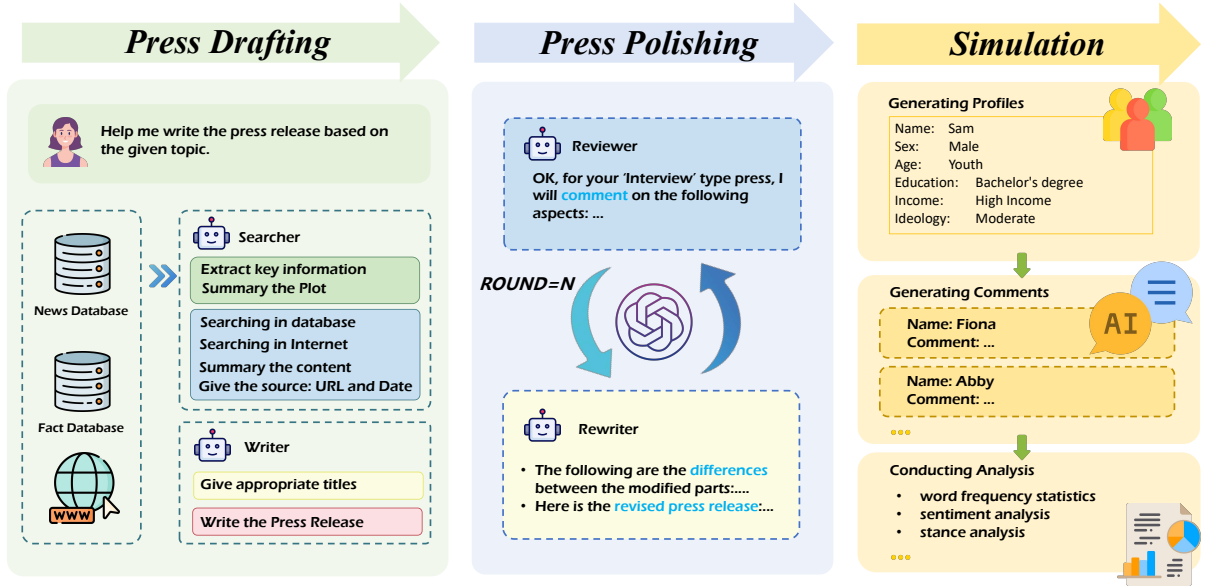 Press Drafting
Help me write the press release based on
the given topic.
News Database
Fact Database
WWW
Searcher
Extract key information
Summary the Plot
Searching in database
Searching in Internet
Summary the content
Give the source: URL and Date
Writer
Give appropriate titles
Write the Press Release
Press Polishing
Reviewer
OK, for your ‘Interview’ type press, I
will comment on the following
aspects: ...
ROUND=N
Rewriter
• The following are the differences
between the modified parts:....
• Here is the revised press release:...
Simulation
Generating Profiles
Name: Sam
Sex: Male
Age: Youth
Education: Bachelor's degree
Income: High Income
Ideology: Moderate
Generating Comments
AI
Name: Fiona
Comment: ...
Name: Abby
Comment: ...
...
Conducting Analysis
• word frequency statistics
• sentiment analysis
• stance analysis
...